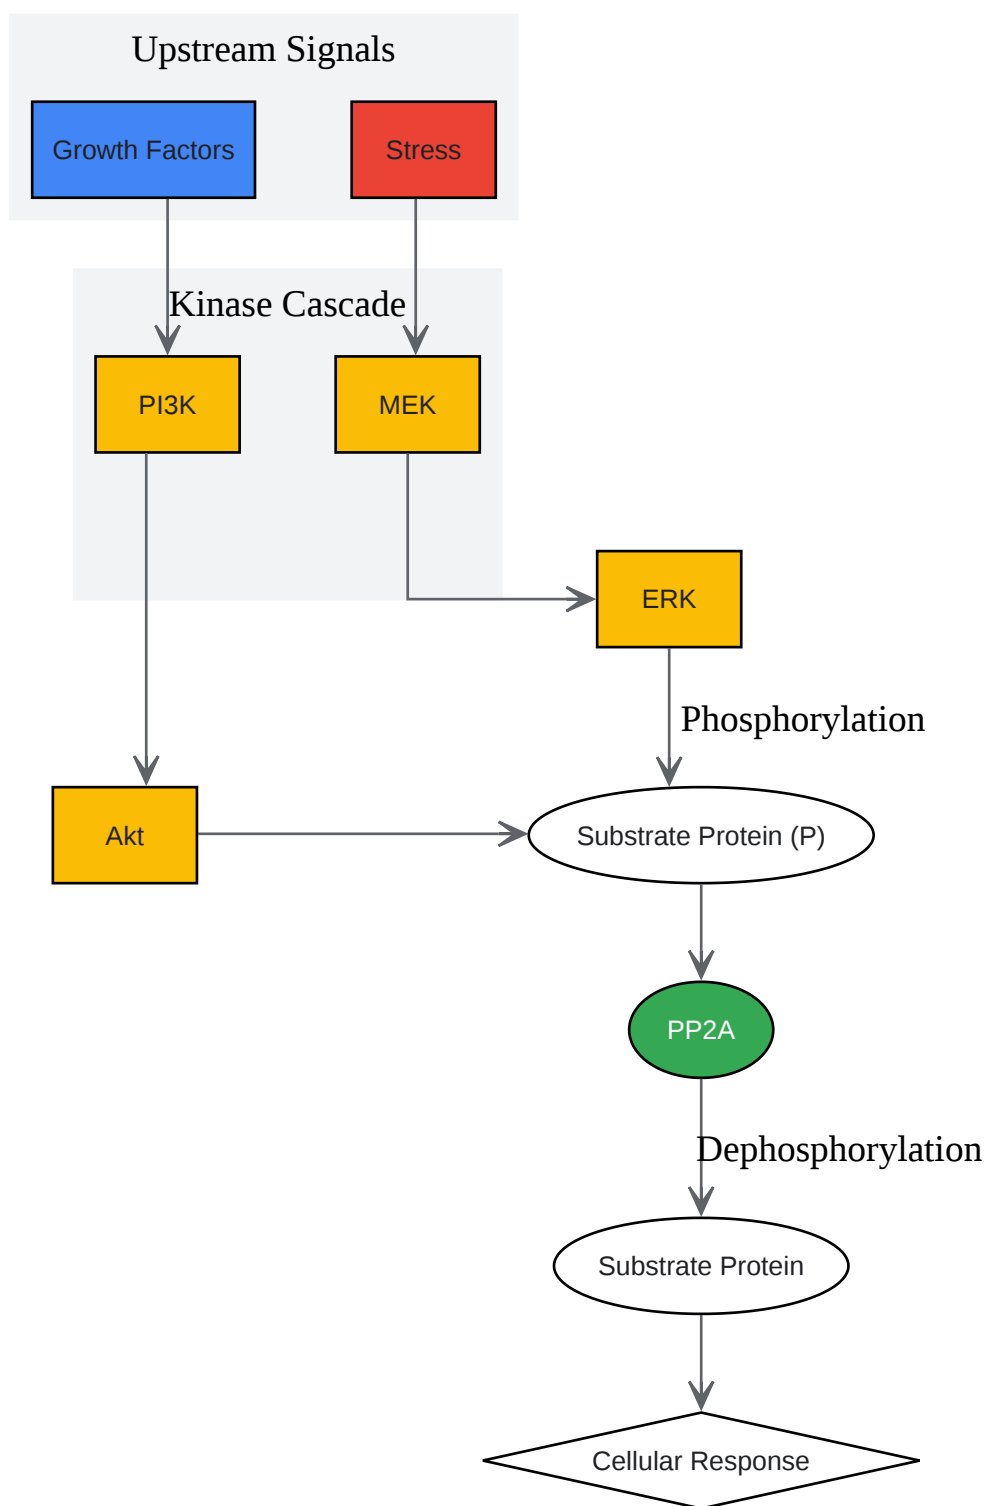 Upstream Signals
Growth Factors
Stress
Kinase Cascade
PI3K
MEK
ERK
Phosphorylation
Akt
Substrate Protein (P)
PP2A
Dephosphorylation
Substrate Protein
Cellular Response